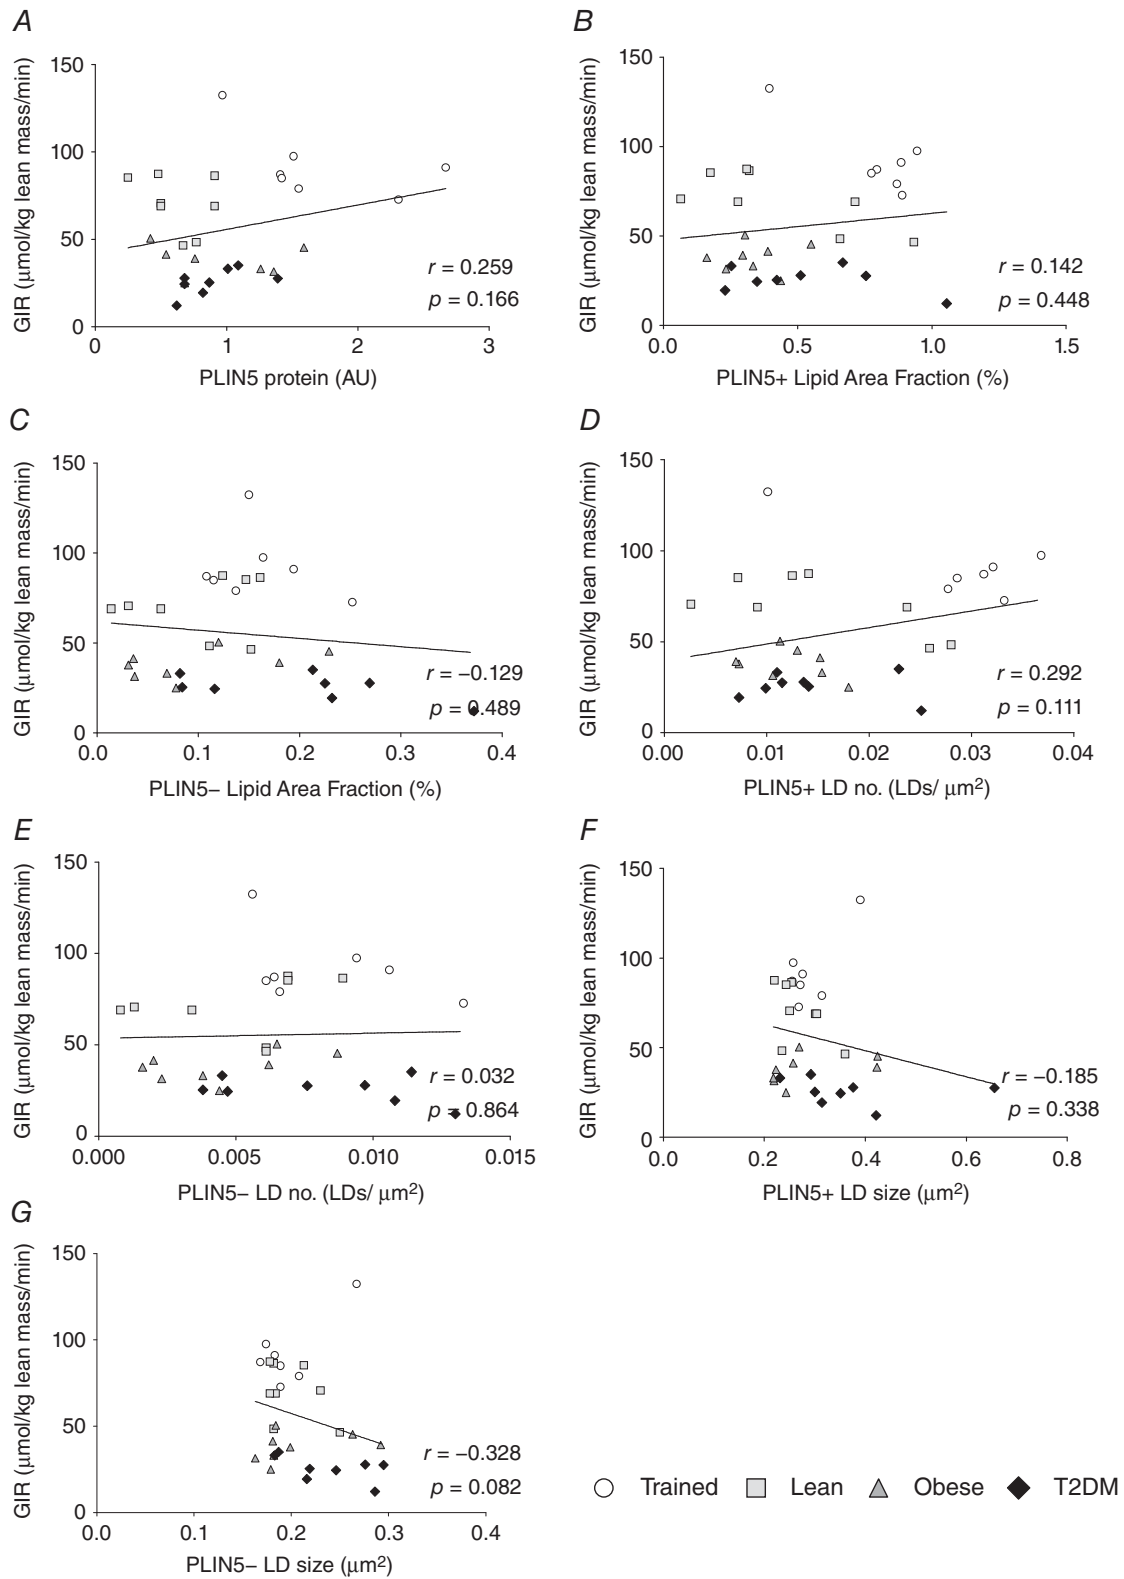 A
GIR (μmol/kg lean mass/min)
150
100
50
0
0
1
2
3
r = 0.259
p = 0.166
PLIN5 protein (AU)
B
GIR (μmol/kg lean mass/min)
150
100
50
0
0.0
0.5
1.0
1.5
r = 0.142
p = 0.448
PLIN5+ Lipid Area Fraction (%)
C
GIR (μmol/kg lean mass/min)
150
100
50
0
0.0
0.1
0.2
0.3
0.4
r = −0.129
p = 0.489
PLIN5− Lipid Area Fraction (%)
D
GIR (μmol/kg lean mass/min)
150
100
50
0
0.00
0.01
0.02
0.03
0.04
r = 0.292
p = 0.111
PLIN5+ LD no. (LDs/ μm²)
E
GIR (μmol/kg lean mass/min)
150
100
50
0
0.000
0.005
0.010
0.015
r = 0.032
p = 0.864
PLIN5− LD no. (LDs/ μm²)
F
GIR (μmol/kg lean mass/min)
150
100
50
0
0.0
0.2
0.4
0.6
0.8
r = −0.185
p = 0.338
PLIN5+ LD size (μm²)
G
GIR (μmol/kg lean mass/min)
150
100
50
0
0.0
0.1
0.2
0.3
0.4
r = −0.328
p = 0.082
PLIN5− LD size (μm²)
Trained
Lean
Obese
T2DM